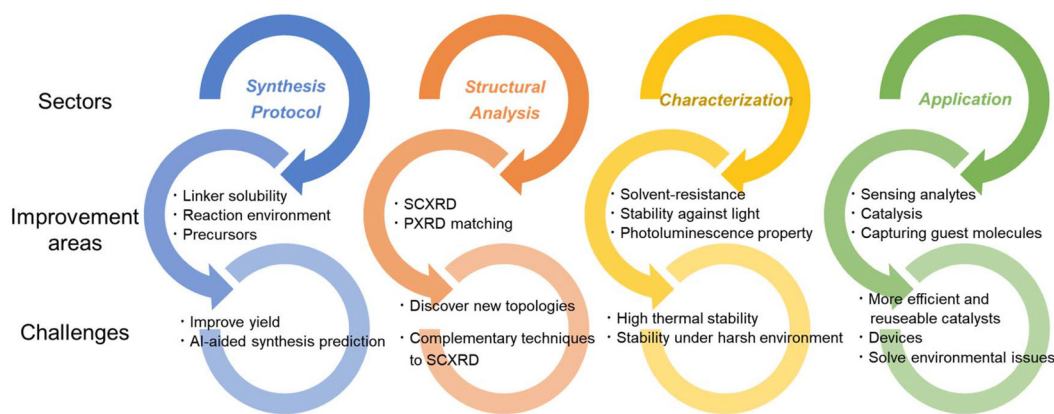 Sectors
Synthesis
Protocol
Structural
Analysis
Characterization
Application
Improvement
areas
· Linker solubility
· Reaction environment
· Precursors
· SCXRD
· PXRD matching
· Solvent-resistance
· Stability against light
· Photoluminescence property
· Sensing analytes
· Catalysis
· Capturing guest molecules
Challenges
· Improve yield
· AI-aided synthesis prediction
· Discover new topologies
· Complementary techniques
to SCXRD
· High thermal stability
· Stability under harsh environment
· More efficient and
reuseable catalysts
· Devices
· Solve environmental issues